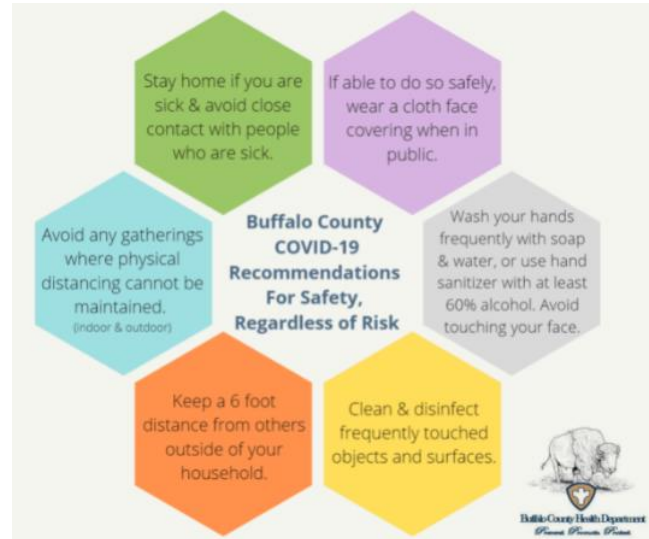 Stay home if you are
sick & avoid close
contact with people
who are sick.
If able to do so safely,
wear a cloth face
covering when in
public.
Avoid any gatherings
where physical
distancing cannot be
maintained.
(indoor & outdoor)
Buffalo County
COVID-19
Recommendations
For Safety,
Regardless of Risk
Wash your hands
frequently with soap
& water, or use hand
sanitizer with at least
60% alcohol. Avoid
touching your face.
Keep a 6 foot
distance from others
outside of your
household.
Clean & disinfect
frequently touched
objects and surfaces.
Buffalo County Health Department
Prevent. Promote. Protect.